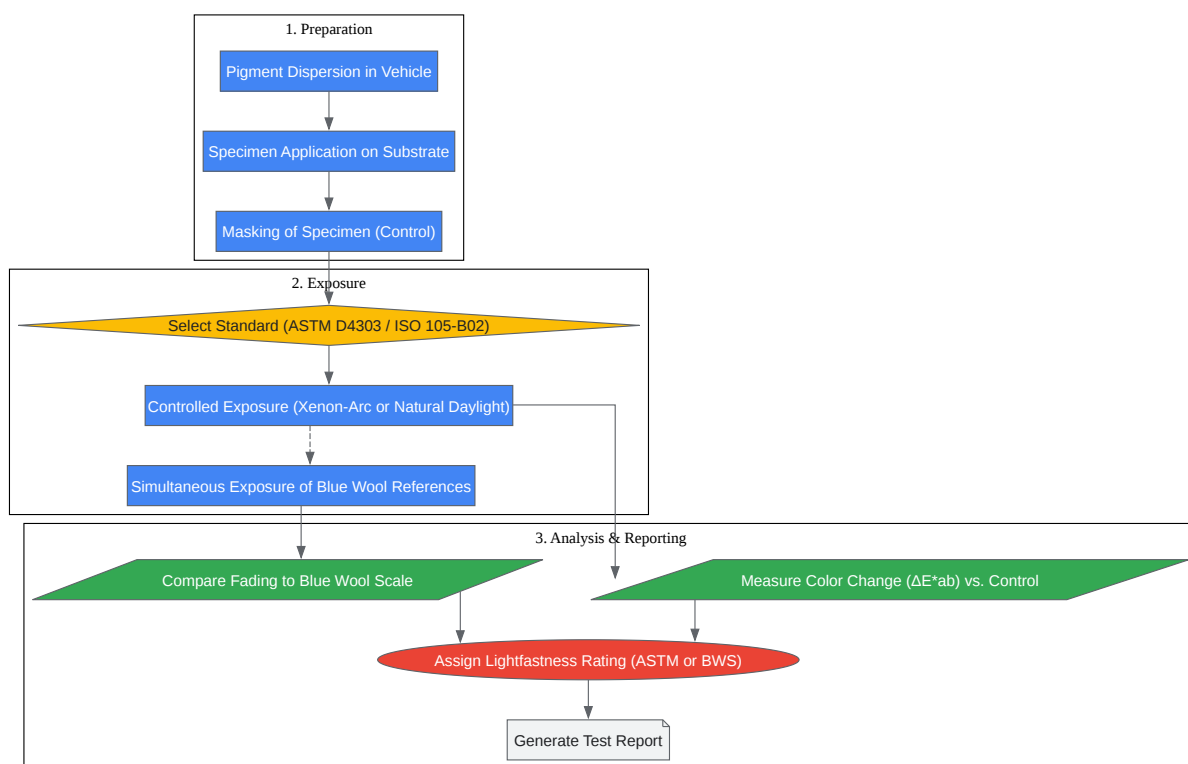 1. Preparation
Pigment Dispersion in Vehicle
Specimen Application on Substrate
Masking of Specimen (Control)
2. Exposure
Select Standard (ASTM D4303 / ISO 105-B02)
Controlled Exposure (Xenon-Arc or Natural Daylight)
Simultaneous Exposure of Blue Wool References
3. Analysis & Reporting
Compare Fading to Blue Wool Scale
Measure Color Change (ΔE*ab) vs. Control
Assign Lightfastness Rating (ASTM or BWS)
Generate Test Report